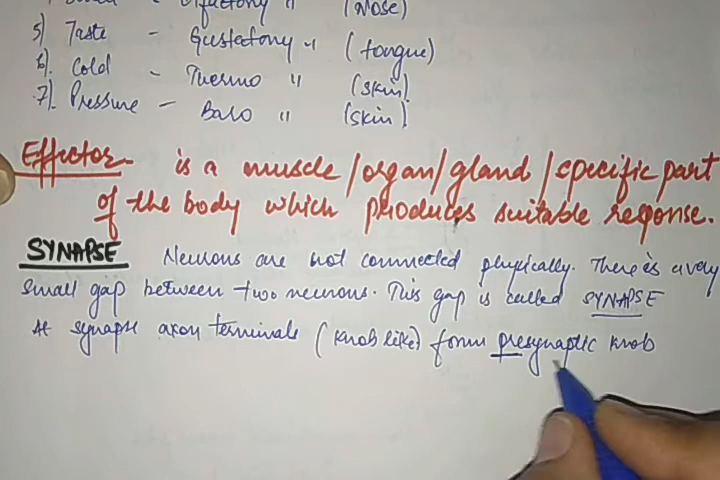 Olfactory " (Nose)
5) Taste - Gustatory " (tongue)
6). Cold - Thermo " (skin)
7). Pressure - Baro " (skin)
Effector is a muscle/organ/gland/specific part
of the body which produces suitable response.
SYNAPSE Neurons are not connected physically. There is a very
small gap between two neurons. This gap is called SYNAPSE
At synapse axon terminals (knob like) form presynaptic knob